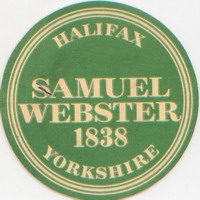 HALIFAX
SAMUEL
WEBSTER
1838
YORKSHIRE